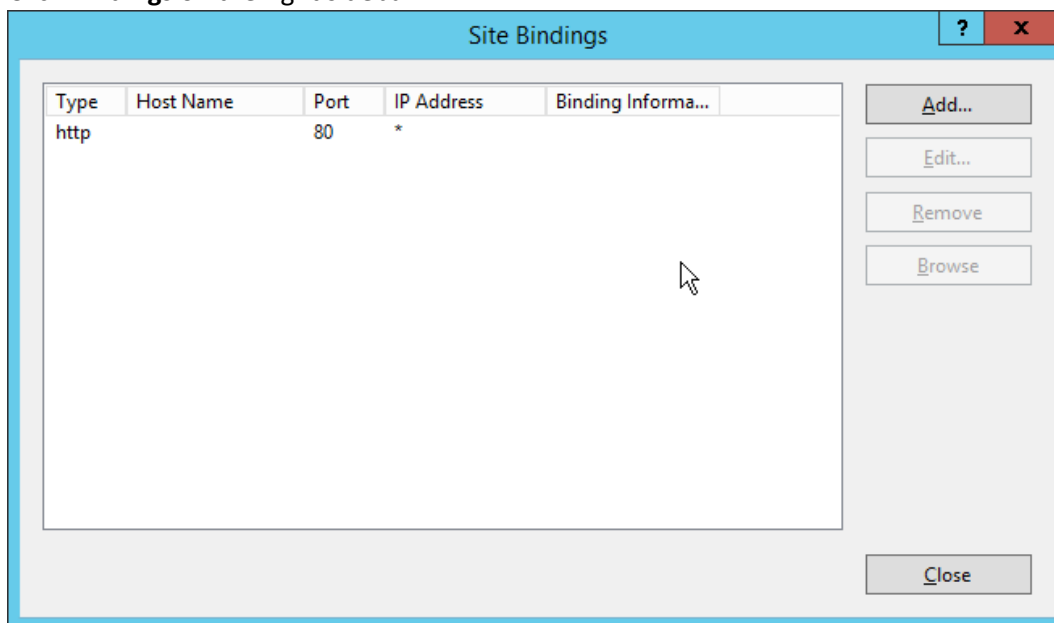 Site Bindings
?
x
Type Host Name Port IP Address Binding Informa...
http 80 *
Add...
Edit...
Remove
Browse
Close